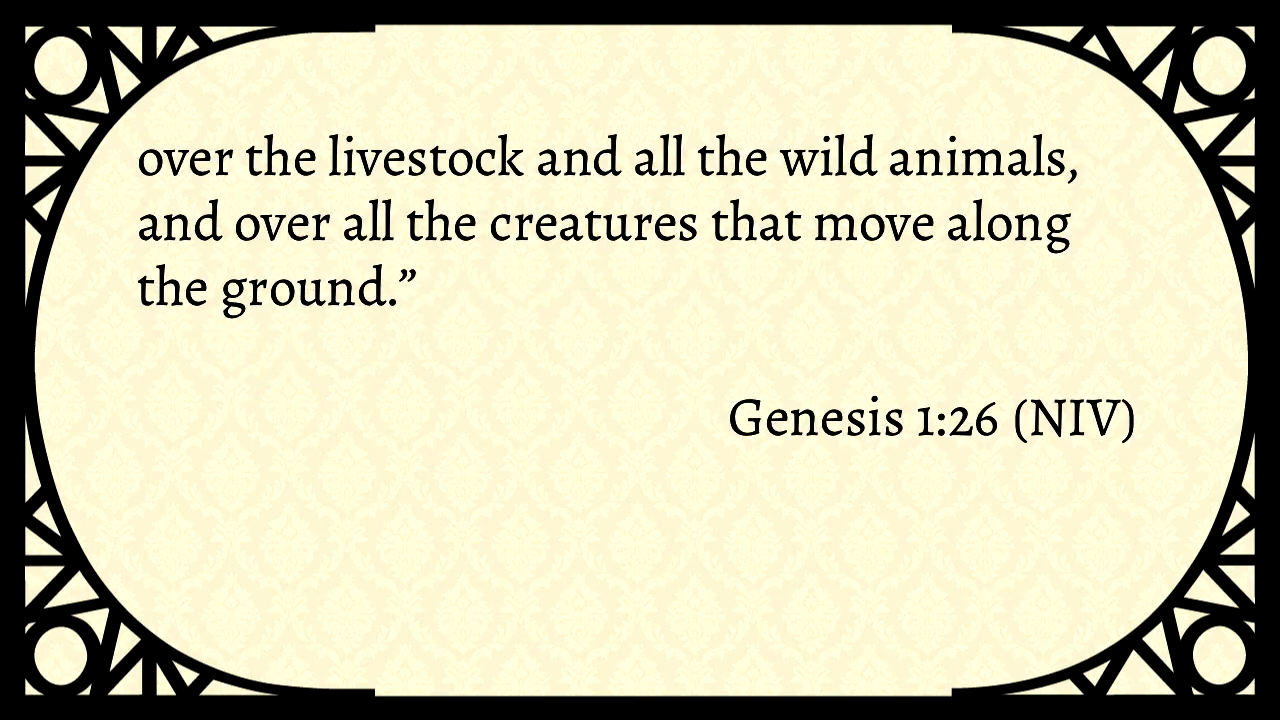 over the livestock and all the wild animals,
and over all the creatures that move along
the ground.”
Genesis 1:26 (NIV)